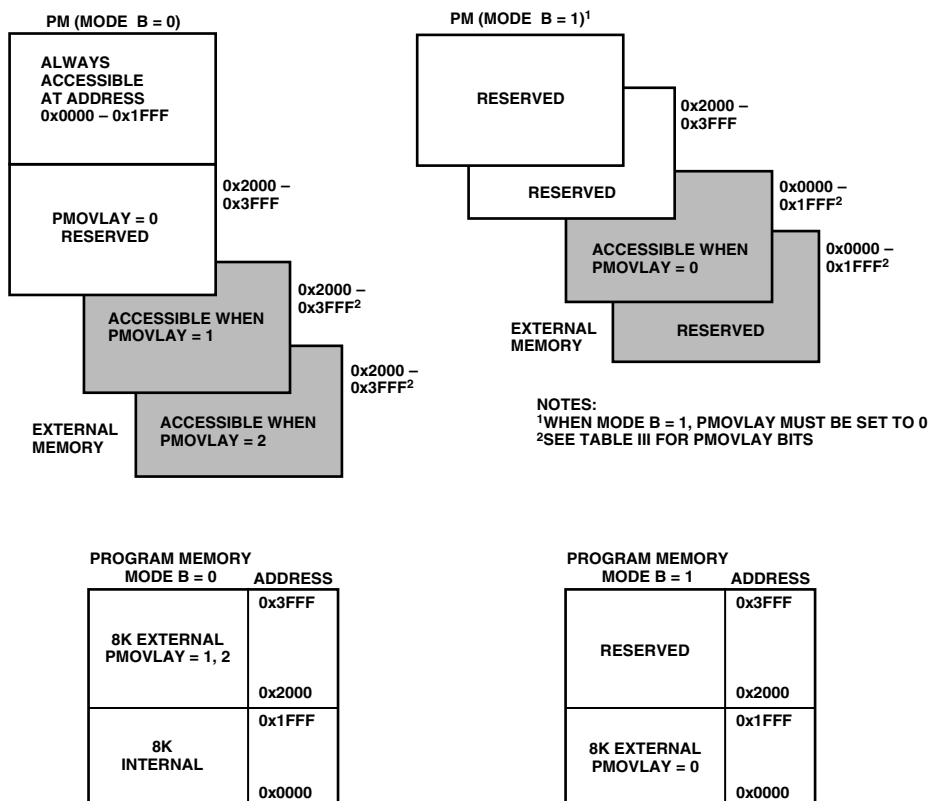 PM (MODE B = 0)
ALWAYS
ACCESSIBLE
AT ADDRESS
0x0000 – 0x1FFF
PMOVLAY = 0
RESERVED
0x2000 –
0x3FFF
ACCESSIBLE WHEN
PMOVLAY = 1
0x2000 –
0x3FFF²
ACCESSIBLE WHEN
PMOVLAY = 2
0x2000 –
0x3FFF²
EXTERNAL
MEMORY
PM (MODE B = 1)¹
RESERVED
0x2000 –
0x3FFF
RESERVED
0x0000 –
0x1FFF²
ACCESSIBLE WHEN
PMOVLAY = 0
0x0000 –
0x1FFF²
RESERVED
EXTERNAL
MEMORY
NOTES:
¹WHEN MODE B = 1, PMOVLAY MUST BE SET TO 0
²SEE TABLE III FOR PMOVLAY BITS
PROGRAM MEMORY
MODE B = 0 ADDRESS
0x3FFF
8K EXTERNAL
PMOVLAY = 1, 2
0x2000
0x1FFF
8K
INTERNAL
0x0000
PROGRAM MEMORY
MODE B = 1 ADDRESS
0x3FFF
RESERVED
0x2000
0x1FFF
8K EXTERNAL
PMOVLAY = 0
0x0000